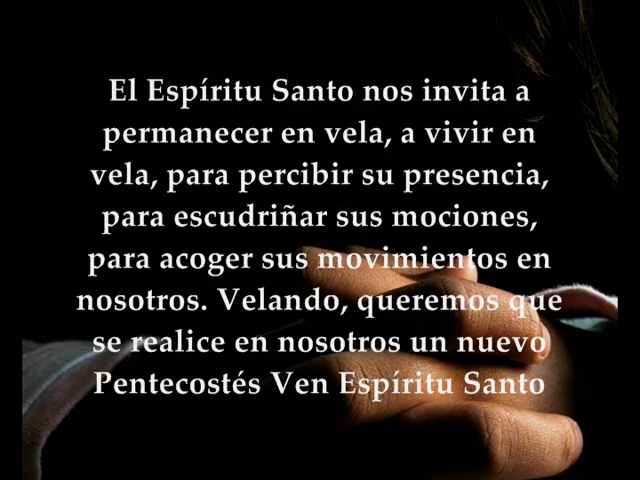 El Espíritu Santo nos invita a
permanecer en vela, a vivir en
vela, para percibir su presencia,
para escudriñar sus mociones,
para acoger sus movimientos en
nosotros. Velando, queremos que
se realice en nosotros un nuevo
Pentecostés Ven Espíritu Santo